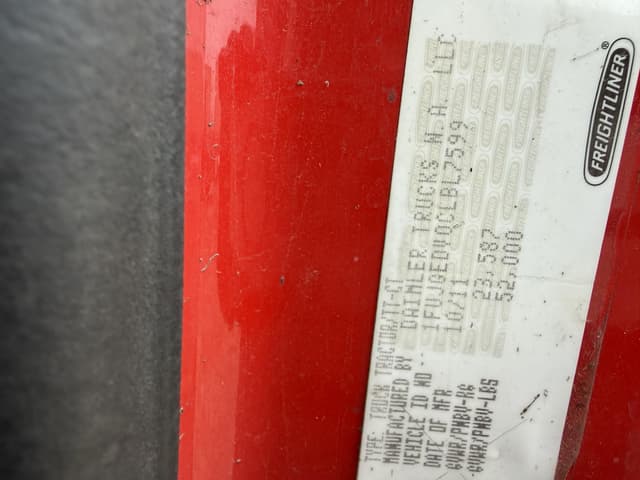 FREIGHTLINER®
TYPE: TRUCK TRACTOR/TT-CT
MANUFACTURED BY DAIMLER TRUCKS N.A. LLC
VEHICLE ID NO 1FUJGEDV0CLBL7599
DATE OF MFR 10/11
GVWR/PNBV-KG 23,587
GVWR/PNBV-LBS 52,000